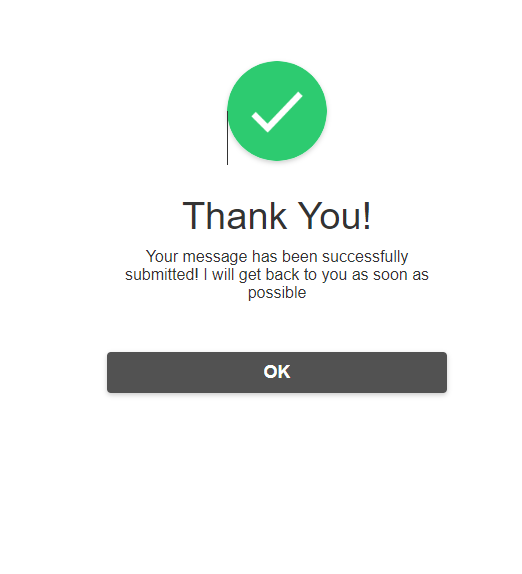 Thank You!
Your message has been successfully
submitted! I will get back to you as soon as
possible
OK